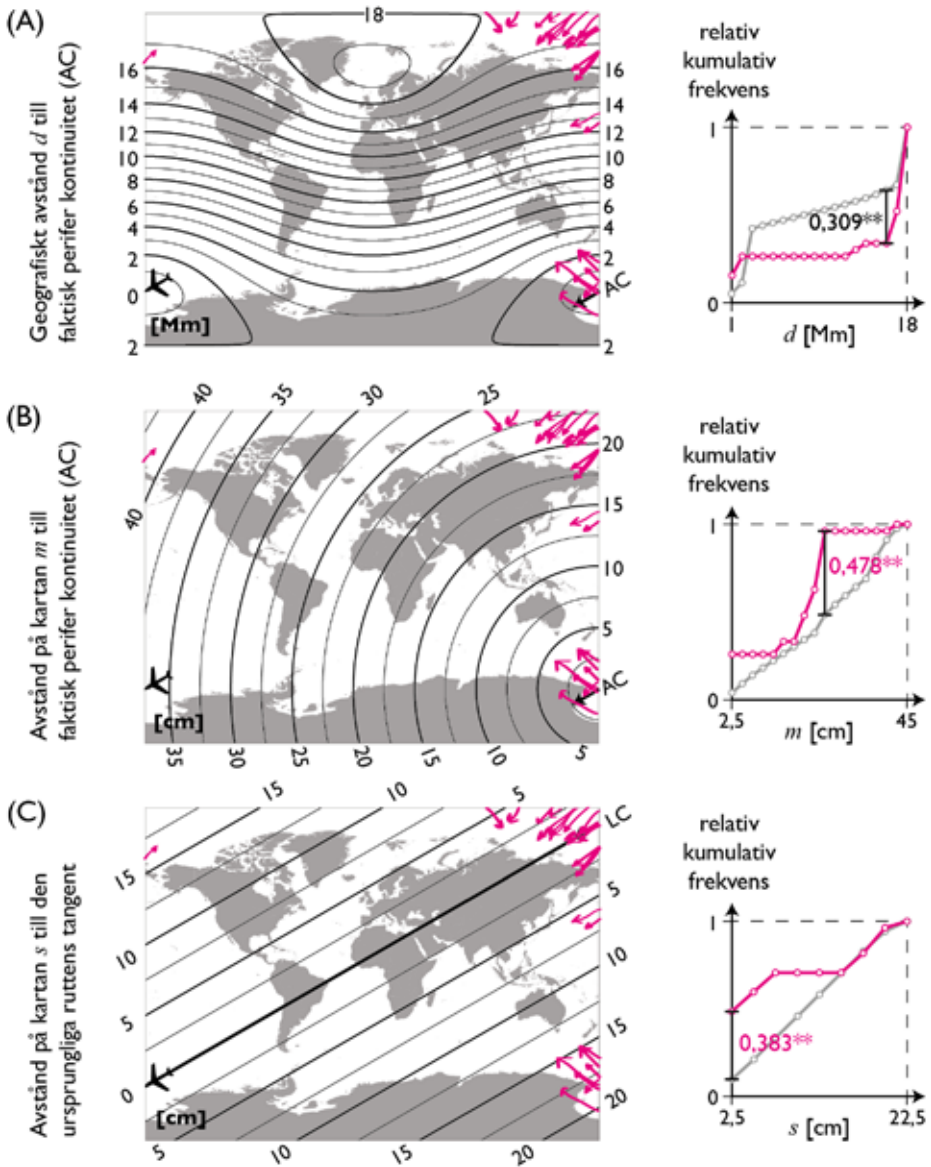 (A)
Geografiskt avstånd d till
faktisk perifer kontinuitet (AC)
18
16
14
12
10
8
6
4
2
0
2
16
14
12
10
8
6
4
2
AC
2
[Mm]
relativ
kumulativ
frekvens
1
0,309**
0
1
18
d [Mm]
(B)
Avstånd på kartan m till
faktisk perifer kontinuitet (AC)
40
35
30
25
40
20
15
10
5
AC
[cm]
35
30
25
20
15
10
5
relativ
kumulativ
frekvens
1
0,478**
0
2,5
45
m [cm]
(C)
Avstånd på kartan s till den
ursprungliga ruttens tangent
15
10
5
LC
15
10
5
0
5
10
15
20
[cm]
5
10
15
20
relativ
kumulativ
frekvens
1
0,383**
0
2,5
22,5
s [cm]